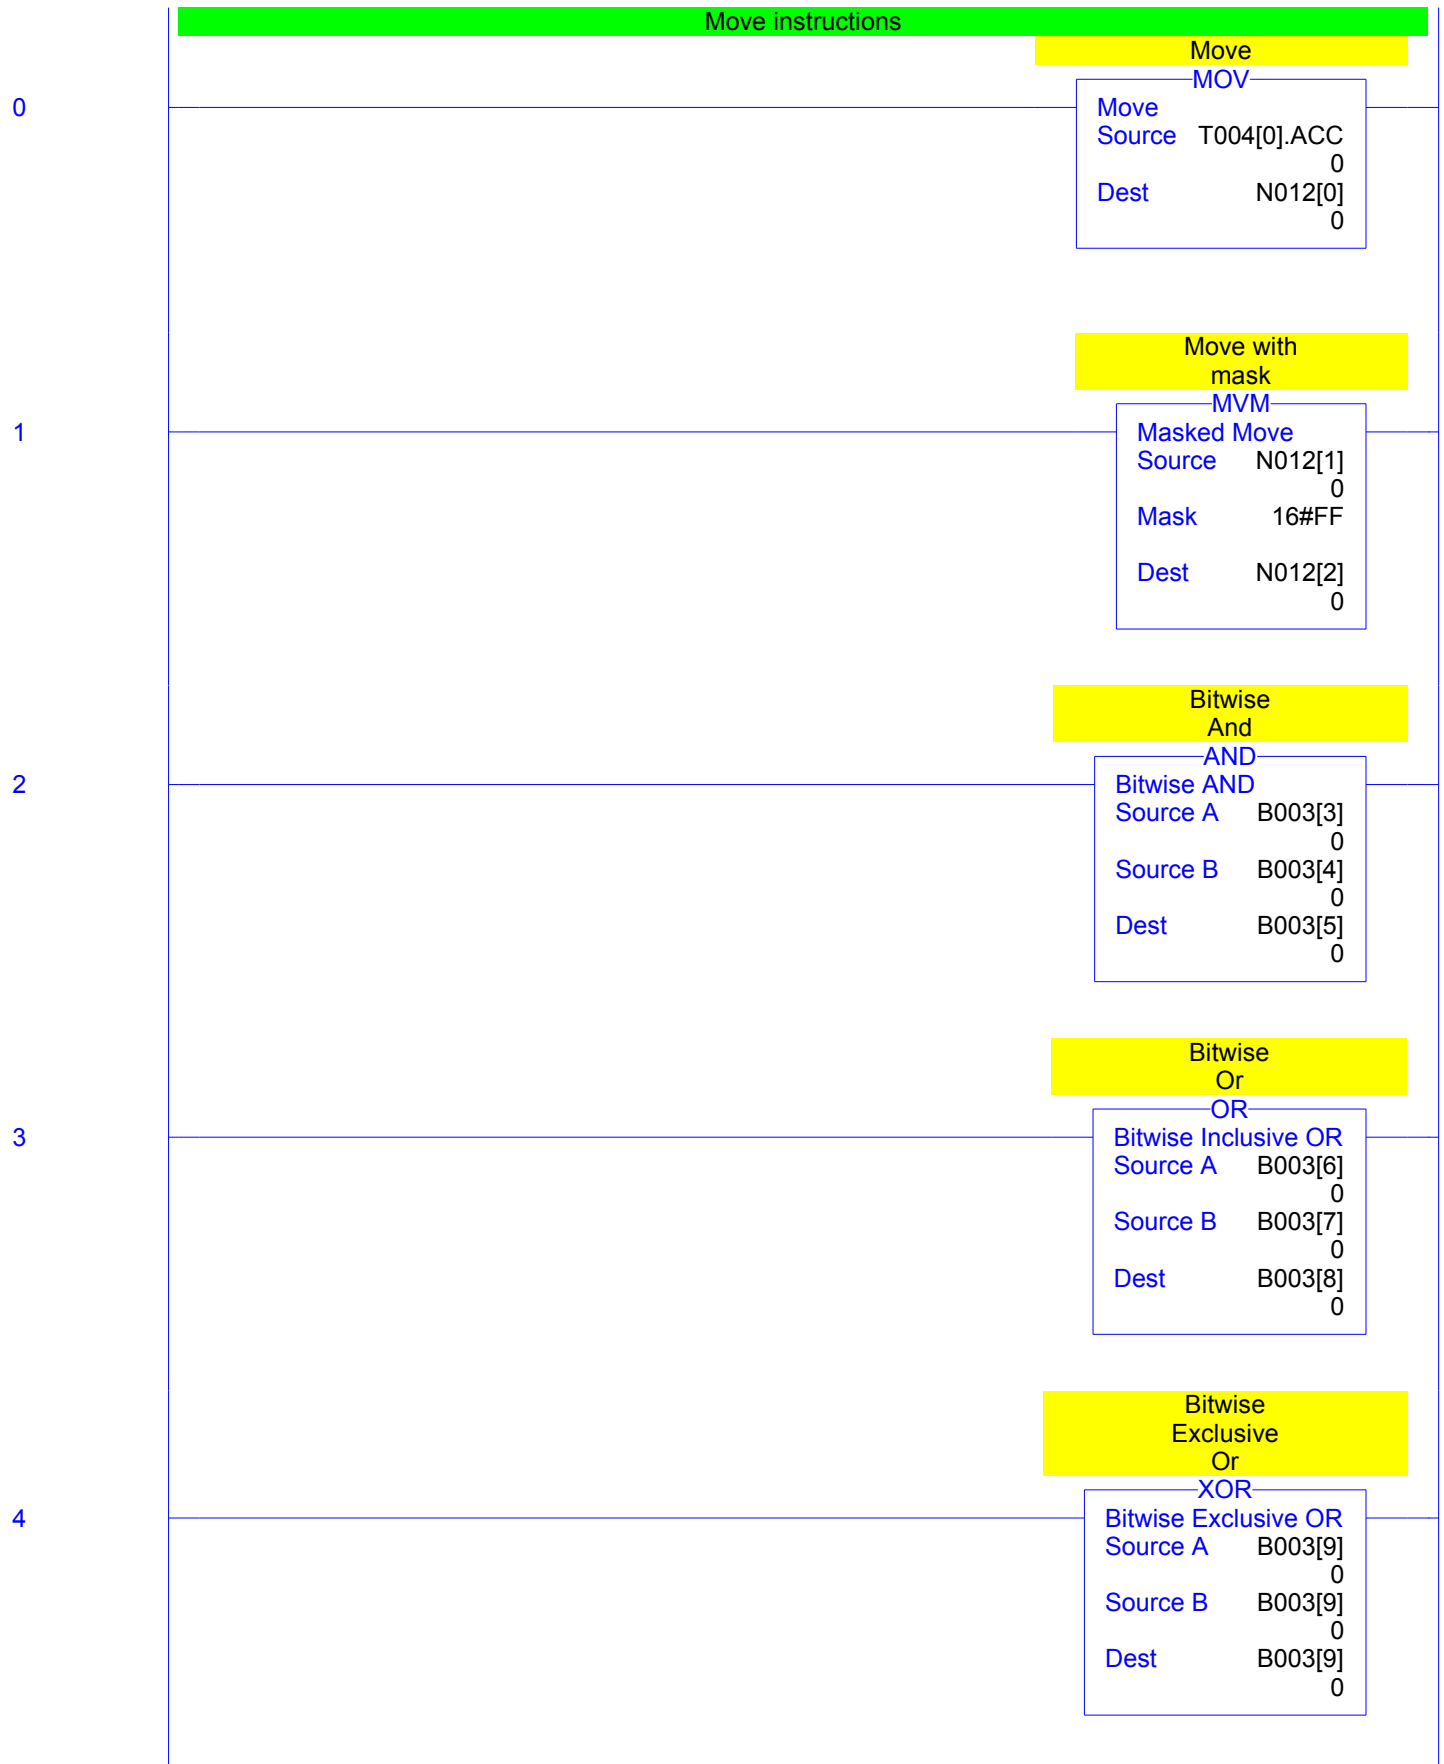 Move instructions
Move
MOV
0
Move
Source T004[0].ACC
0
Dest N012[0]
0
Move with
mask
MVM
1
Masked Move
Source N012[1]
0
Mask 16#FF
Dest N012[2]
0
Bitwise
And
AND
2
Bitwise AND
Source A B003[3]
0
Source B B003[4]
0
Dest B003[5]
0
Bitwise
Or
OR
3
Bitwise Inclusive OR
Source A B003[6]
0
Source B B003[7]
0
Dest B003[8]
0
Bitwise
Exclusive
Or
XOR
4
Bitwise Exclusive OR
Source A B003[9]
0
Source B B003[9]
0
Dest B003[9]
0